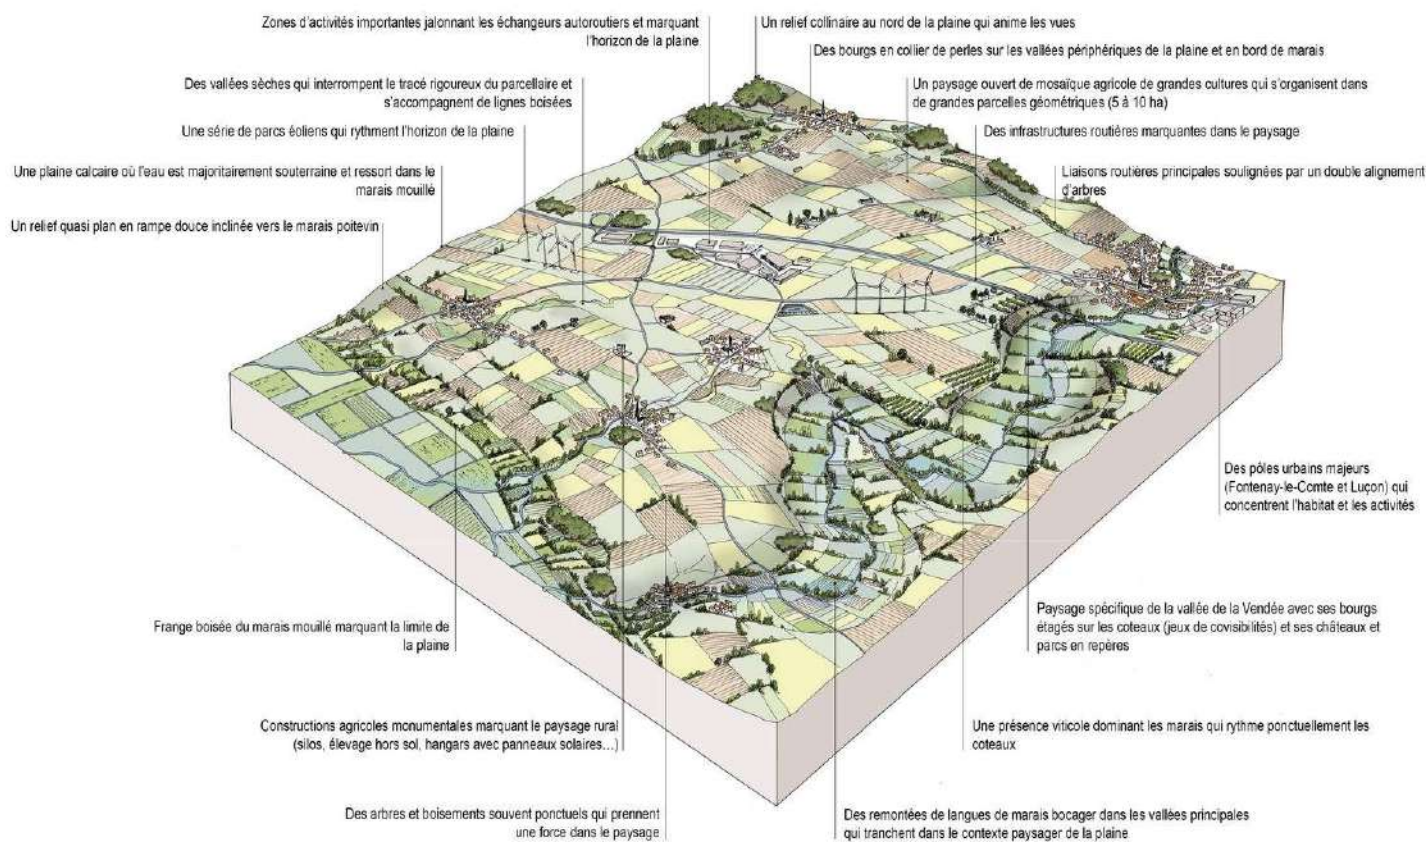 Zones d'activités importantes jalonnant les échangeurs autoroutiers et marquant
l'horizon de la plaine
Un relief collinaire au nord de la plaine qui anime les vues
Des bourgs en collier de perles sur les vallées périphériques de la plaine et en bord de marais
Des vallées sèches qui interrompent le tracé rigoureux du parcellaire et
s'accompagnent de lignes boisées
Un paysage ouvert de mosaïque agricole de grandes cultures qui s'organisent dans
de grandes parcelles géométriques (5 à 10 ha)
Une série de parcs éoliens qui rythment l'horizon de la plaine
Des infrastructures routières marquantes dans le paysage
Une plaine calcaire où l'eau est majoritairement souterraine et ressort dans le
marais mouillé
Liaisons routières principales soulignées par un double alignement
d'arbres
Un relief quasi plan en rampe douce inclinée vers le marais poitevin
Des pôles urbains majeurs
(Fontenay-le-Comte et Luçon) qui
concentrent l'habitat et les activités
Frange boisée du marais mouillé marquant la limite de
la plaine
Paysage spécifique de la vallée de la Vendée avec ses bourgs
étagés sur les coteaux (jeux de covisibilités) et ses châteaux et
parcs en repères
Constructions agricoles monumentales marquant le paysage rural
(silos, élevage hors sol, hangars avec panneaux solaires…)
Une présence viticole dominant les marais qui rythme ponctuellement les
coteaux
Des arbres et boisements souvent ponctuels qui prennent
une force dans le paysage
Des remontées de langues de marais bocager dans les vallées principales
qui tranchent dans le contexte paysager de la plaine